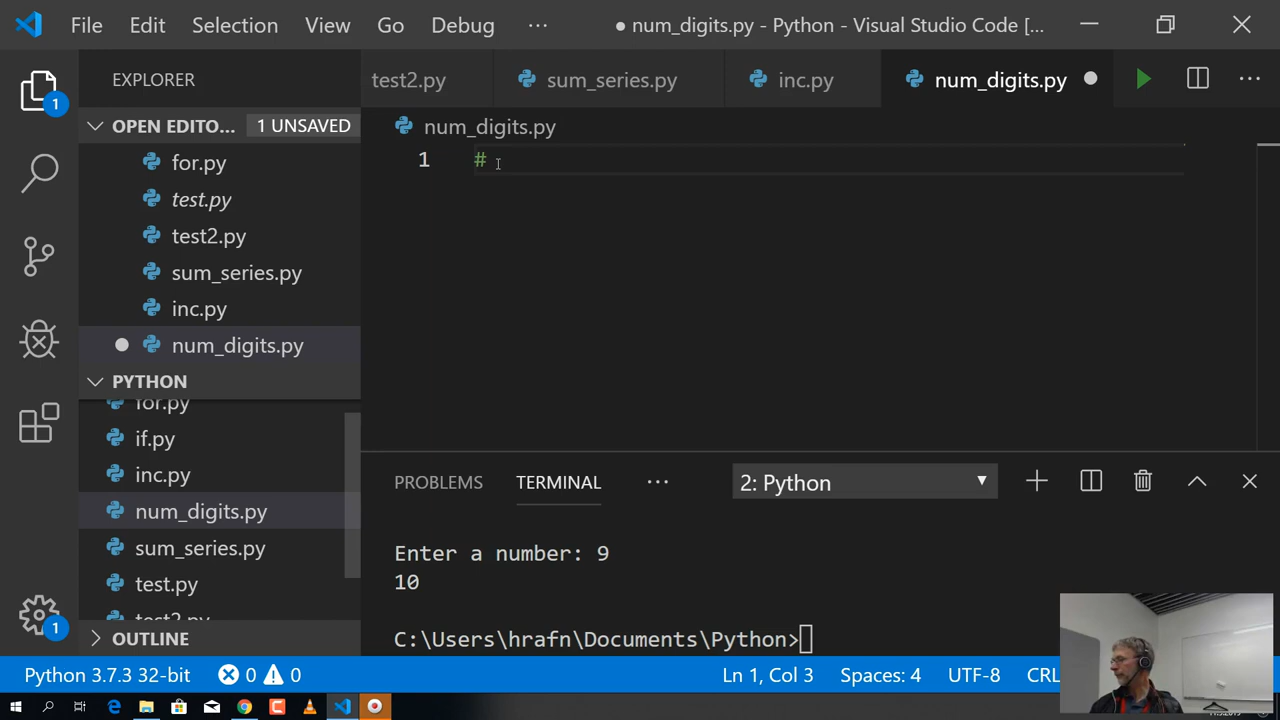 File Edit Selection View Go Debug ··· ● num_digits.py - Python - Visual Studio Code [...
EXPLORER
test2.py sum_series.py inc.py num_digits.py
OPEN EDITO... 1 UNSAVED
for.py
test.py
test2.py
sum_series.py
inc.py
num_digits.py
PYTHON
for.py
if.py
inc.py
num_digits.py
sum_series.py
test.py
test2.py
OUTLINE
num_digits.py
1 #
PROBLEMS TERMINAL ··· 2: Python
Enter a number: 9
10
C:\Users\hrafn\Documents\Python>
1
1
Python 3.7.3 32-bit 0 0 Ln 1, Col 3 Spaces: 4 UTF-8 CRL